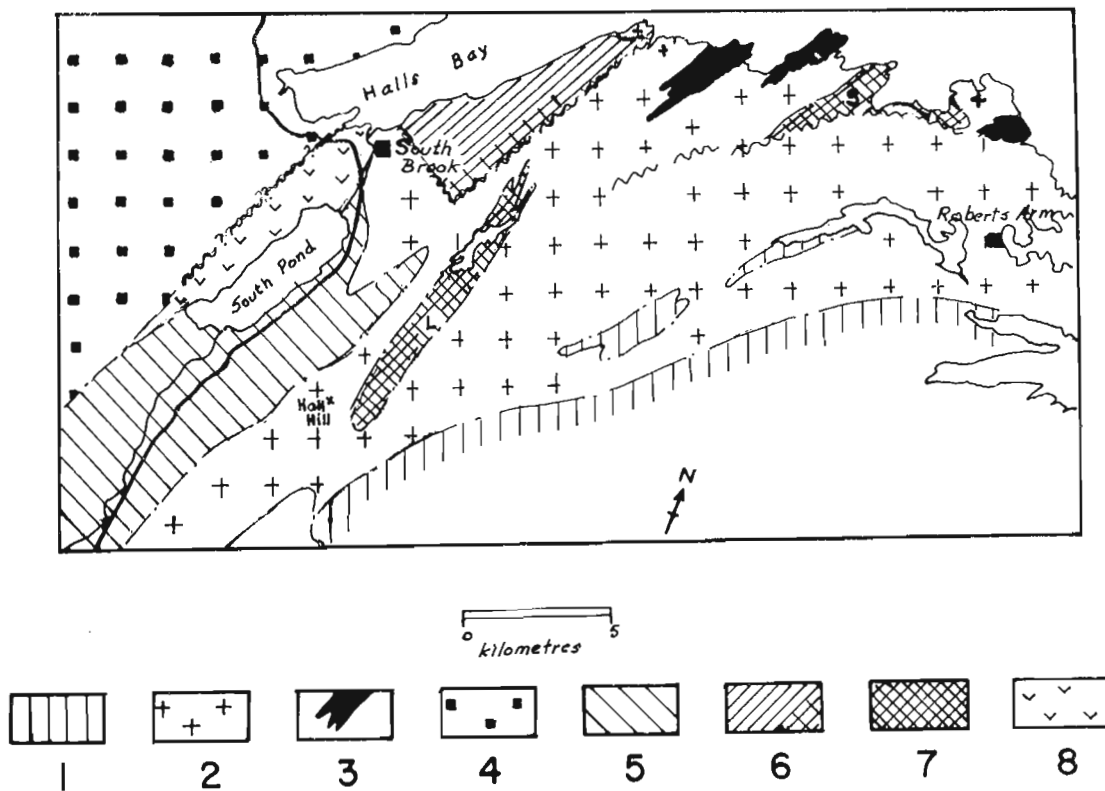 Halls Bay
South
Brook
South Pond
Roberts Arm
Hall x
Hill
N
0 5
kilometres
1 2 3 4 5 6 7 8